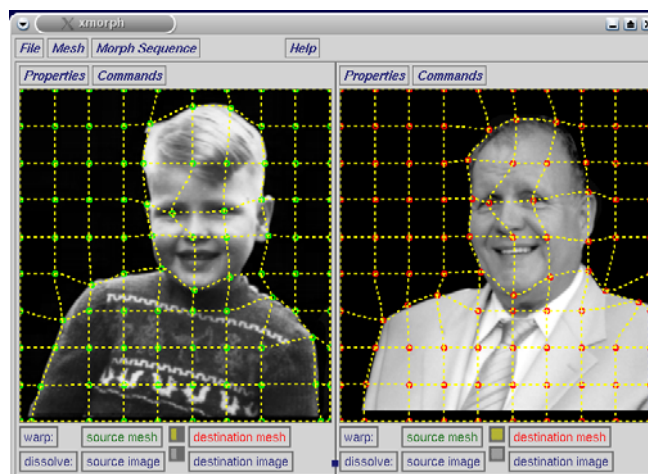 xmorph
File Mesh Morph Sequence Help
Properties Commands Properties Commands
warp: source mesh destination mesh warp: source mesh destination mesh
dissolve: source image destination image dissolve: source image destination image